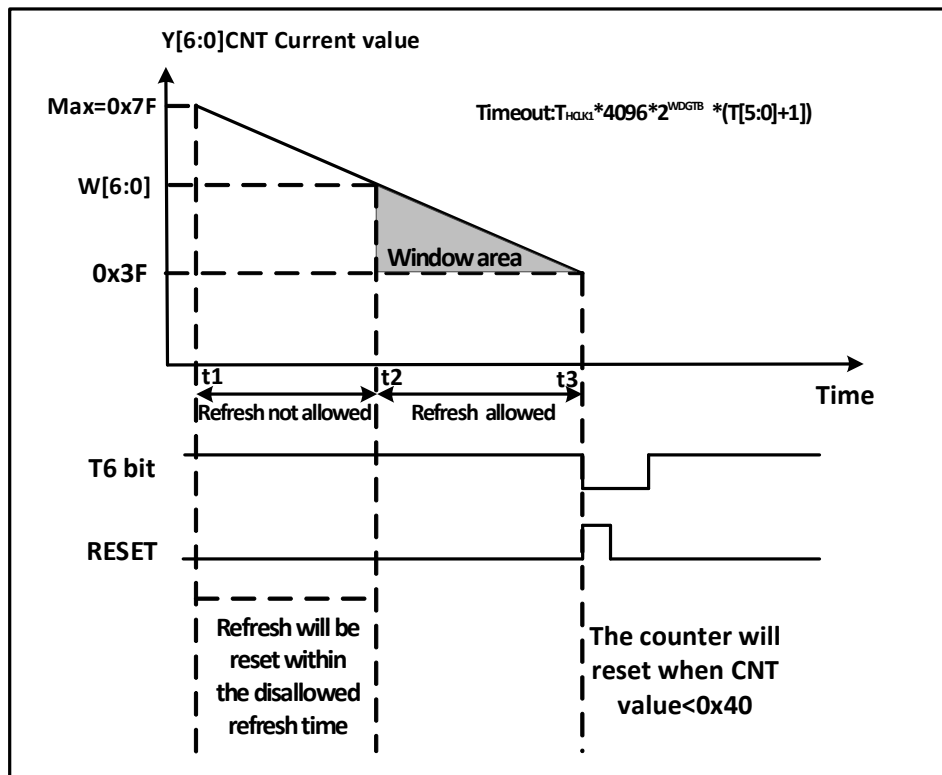 Y[6:0]CNT Current value
Max=0x7F
Timeout:THCLK1*4096*2WDGTB *(T[5:0]+1])
W[6:0]
Window area
0x3F
t1
t2
t3
Time
Refresh not allowed
Refresh allowed
T6 bit
RESET
Refresh will be
reset within
the disallowed
refresh time
The counter will
reset when CNT
value<0x40